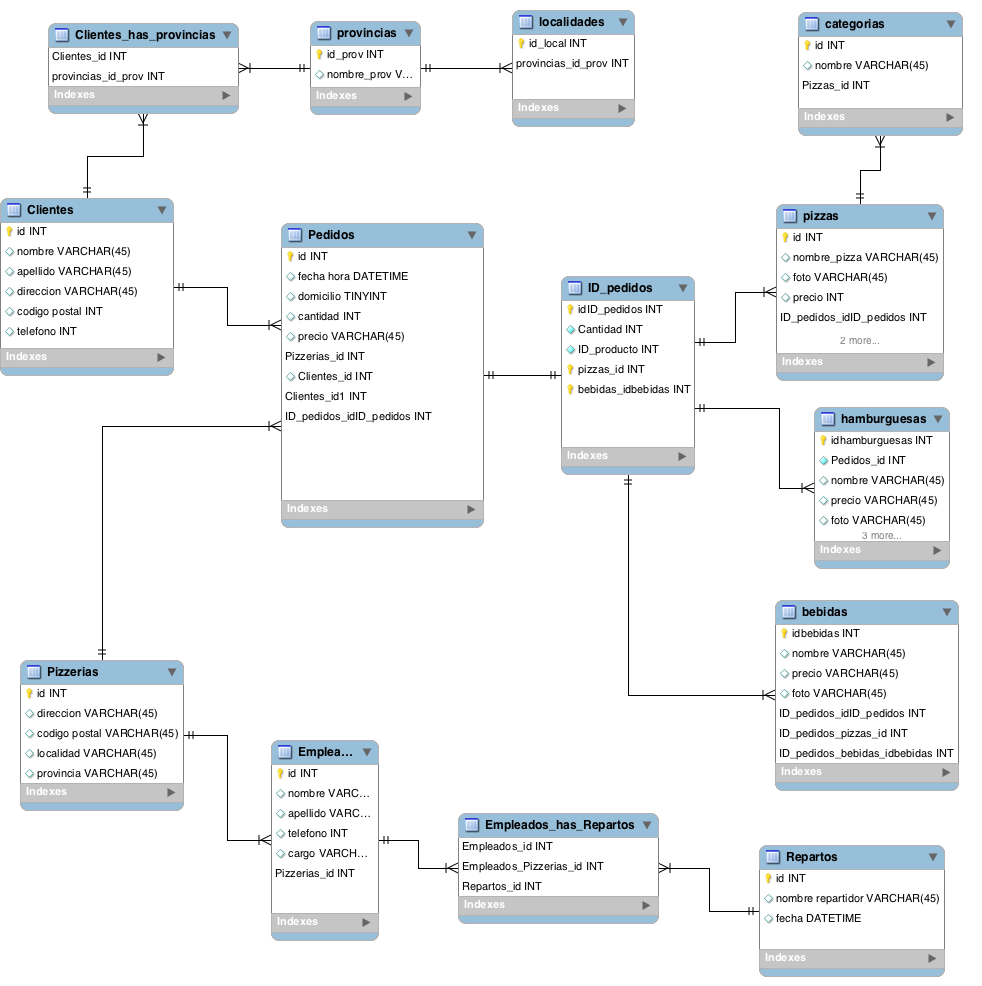 Clientes_has_provincias
Clientes_id INT
provincias_id_prov INT
Indexes
provincias
id_prov INT
nombre_prov V...
Indexes
localidades
id_local INT
provincias_id_prov INT
Indexes
categorias
id INT
nombre VARCHAR(45)
Pizzas_id INT
Indexes
Clientes
id INT
nombre VARCHAR(45)
apellido VARCHAR(45)
direccion VARCHAR(45)
codigo postal INT
telefono INT
Indexes
Pedidos
id INT
fecha hora DATETIME
domicilio TINYINT
cantidad INT
precio VARCHAR(45)
Pizzerias_id INT
Clientes_id INT
Clientes_id1 INT
ID_pedidos_idID_pedidos INT
Indexes
ID_pedidos
idID_pedidos INT
Cantidad INT
ID_producto INT
pizzas_id INT
bebidas_idbebidas INT
Indexes
pizzas
id INT
nombre_pizza VARCHAR(45)
foto VARCHAR(45)
precio INT
ID_pedidos_idID_pedidos INT
2 more...
Indexes
hamburguesas
idhamburguesas INT
Pedidos_id INT
nombre VARCHAR(45)
precio VARCHAR(45)
foto VARCHAR(45)
3 more...
Indexes
bebidas
idbebidas INT
nombre VARCHAR(45)
precio VARCHAR(45)
foto VARCHAR(45)
ID_pedidos_idID_pedidos INT
ID_pedidos_pizzas_id INT
ID_pedidos_bebidas_idbebidas INT
Indexes
Pizzerias
id INT
direccion VARCHAR(45)
codigo postal VARCHAR(45)
localidad VARCHAR(45)
provincia VARCHAR(45)
Indexes
Emplea...
id INT
nombre VARC...
apellido VARC...
telefono INT
cargo VARCH...
Pizzerias_id INT
Indexes
Empleados_has_Repartos
Empleados_id INT
Empleados_Pizzerias_id INT
Repartos_id INT
Indexes
Repartos
id INT
nombre repartidor VARCHAR(45)
fecha DATETIME
Indexes